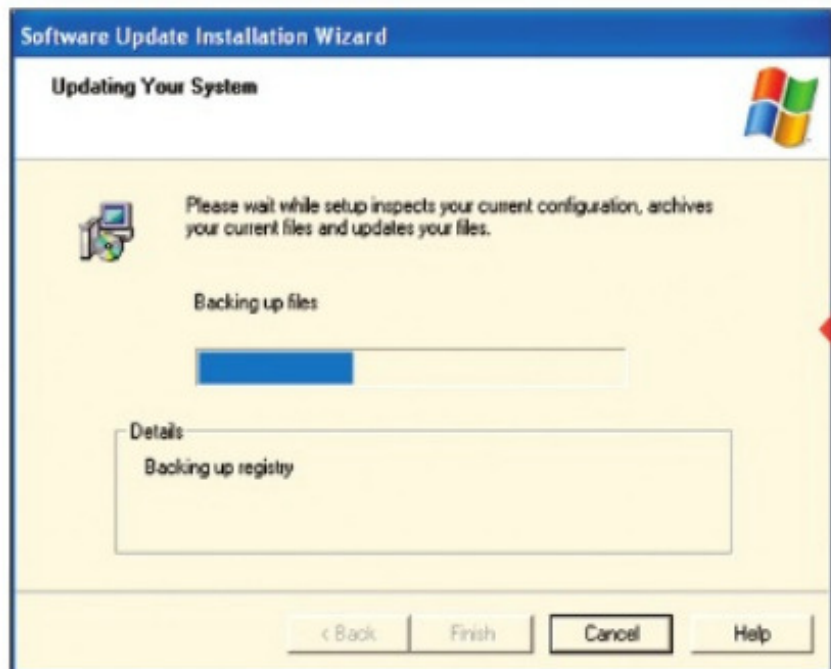 Software Update Installation Wizard
Updating Your System
Please wait while setup inspects your current configuration, archives
your current files and updates your files.
Backing up files
Details
Backing up registry
< Back Finish Cancel Help